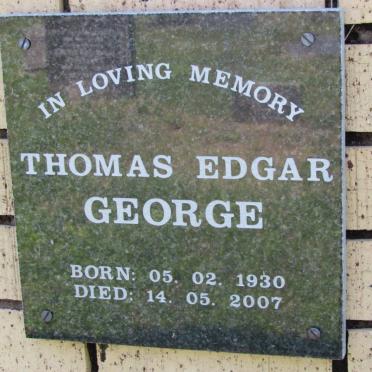 IN LOVING MEMORY
THOMAS EDGAR
GEORGE
BORN: 05. 02. 1930
DIED: 14. 05. 2007